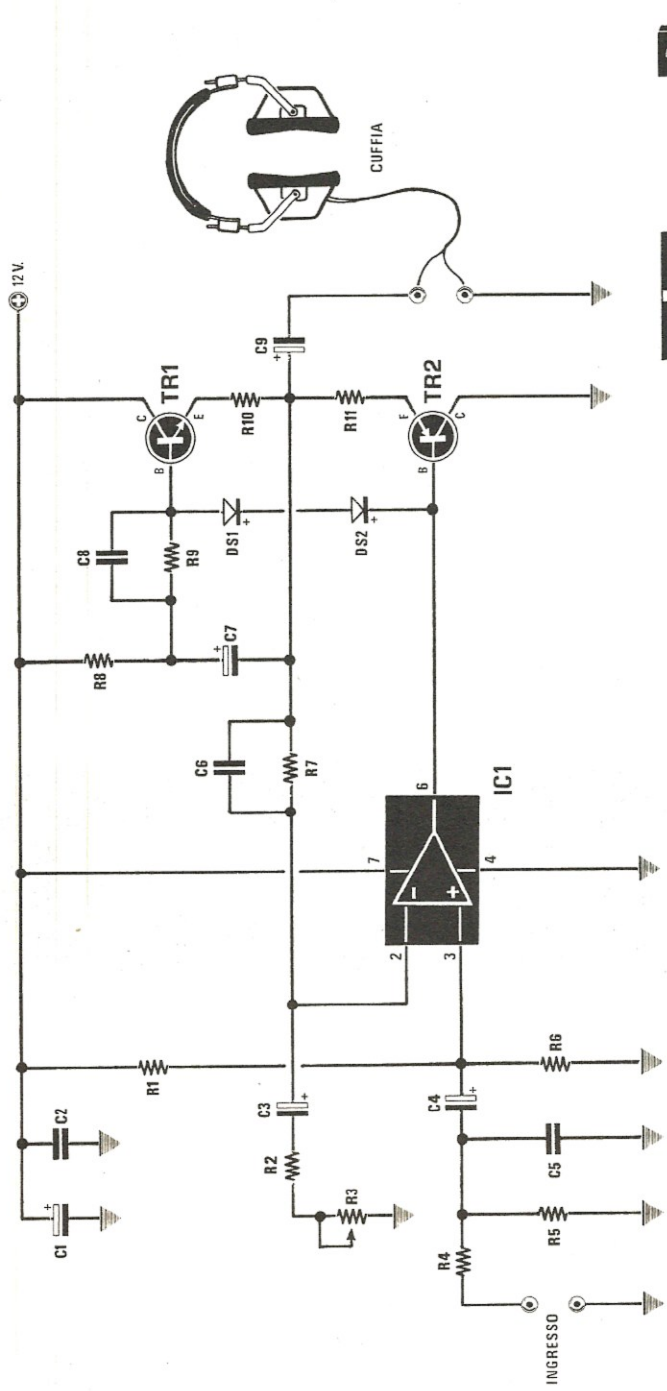 12 V.
C1
C2
R1
R8
C8
R9
C
B
E
TR1
R10
DS1
C7
C6
R7
C9
CUFFIA
R11
DS2
E
B
C
TR2
R3
R2
C3
2
3
7
4
6
IC1
INGRESSO
R4
R5
C5
C4
R6